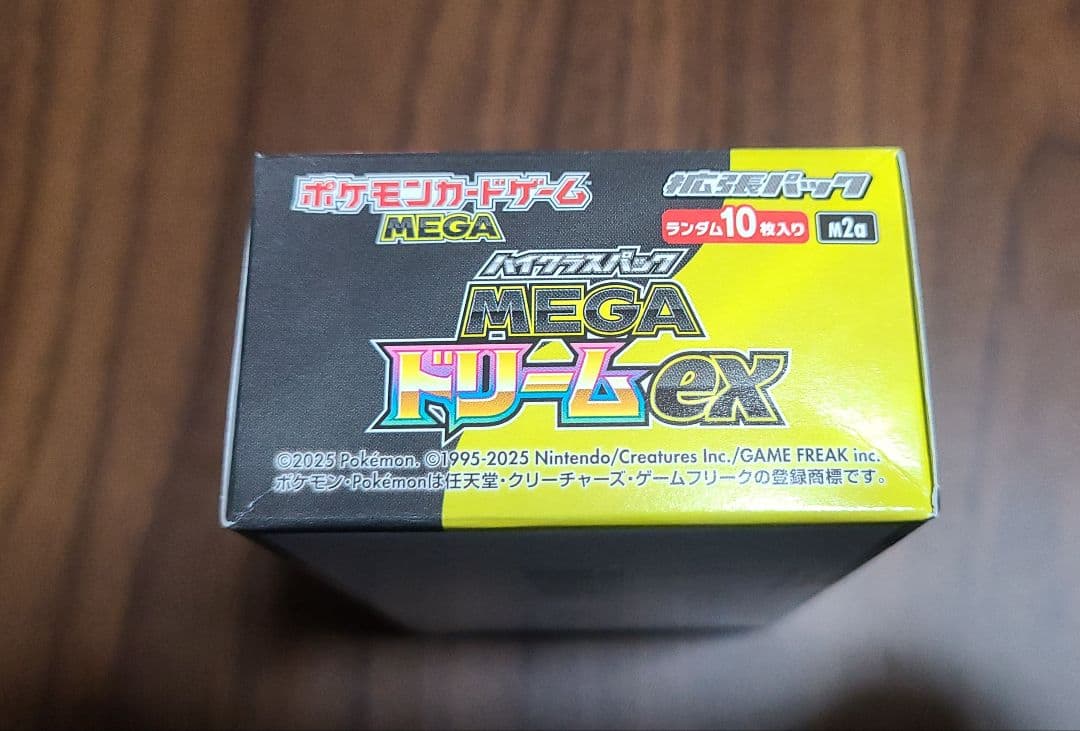 ポケモンカードゲーム
MEGA
拡張パック
ランダム10枚入り M2a
ハイクラスパック
MEGA
ドリームex
©2025 Pokémon. ©1995-2025 Nintendo/Creatures Inc./GAME FREAK inc.
ポケモン・Pokémonは任天堂・クリーチャーズ・ゲームフリークの登録商標です。